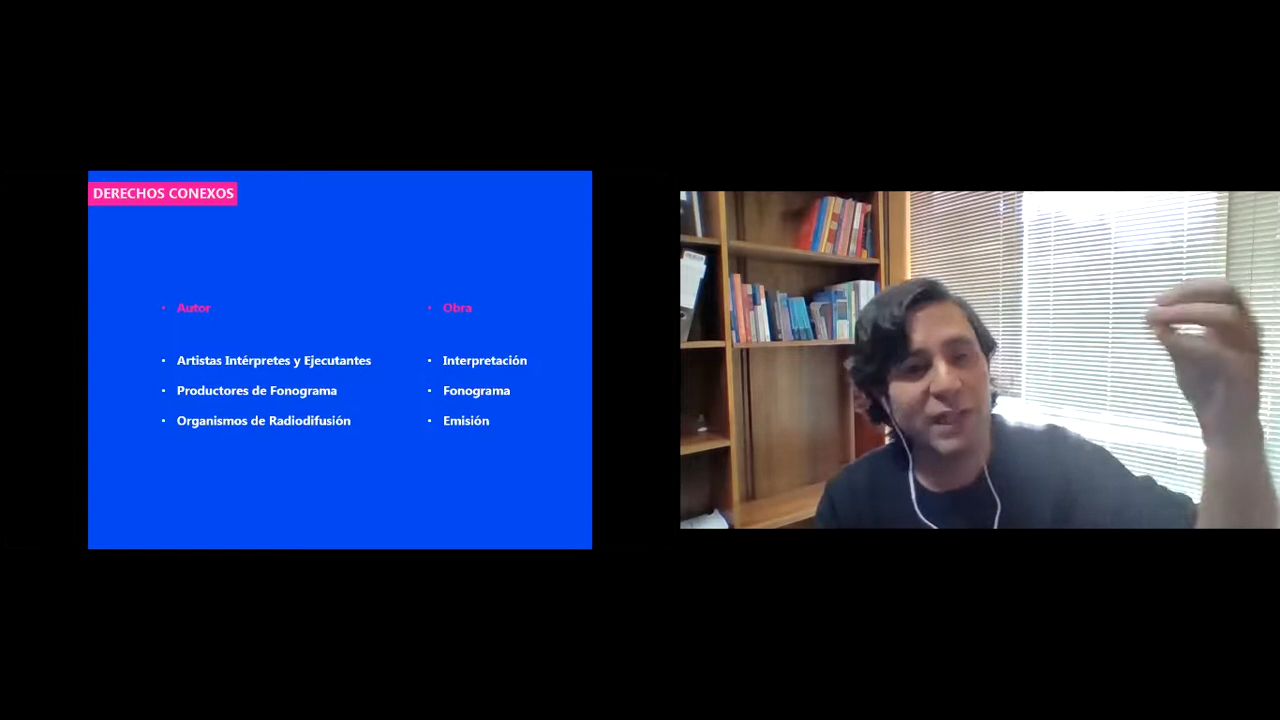 DERECHOS CONEXOS
• Autor
• Obra
• Artistas Intérpretes y Ejecutantes
• Interpretación
• Productores de Fonograma
• Fonograma
• Organismos de Radiodifusión
• Emisión